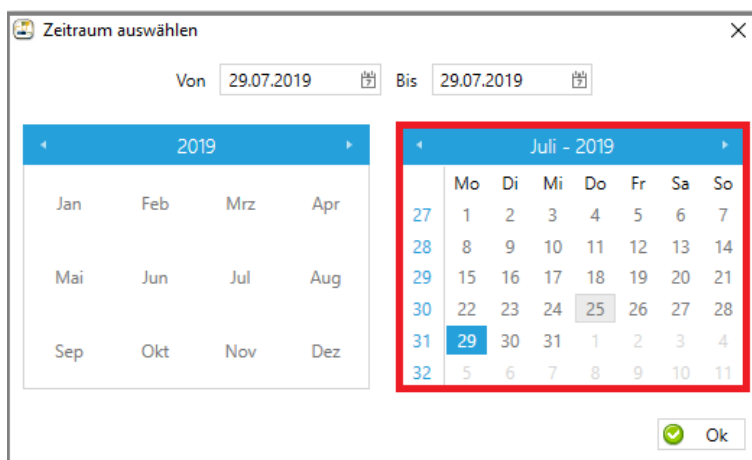 Zeitraum auswählen
Von 29.07.2019 Bis 29.07.2019
2019
Jan Feb Mrz Apr
Mai Jun Jul Aug
Sep Okt Nov Dez
Juli - 2019
Mo Di Mi Do Fr Sa So
27 1 2 3 4 5 6 7
28 8 9 10 11 12 13 14
29 15 16 17 18 19 20 21
30 22 23 24 25 26 27 28
31 29 30 31 1 2 3 4
32 5 6 7 8 9 10 11
Ok